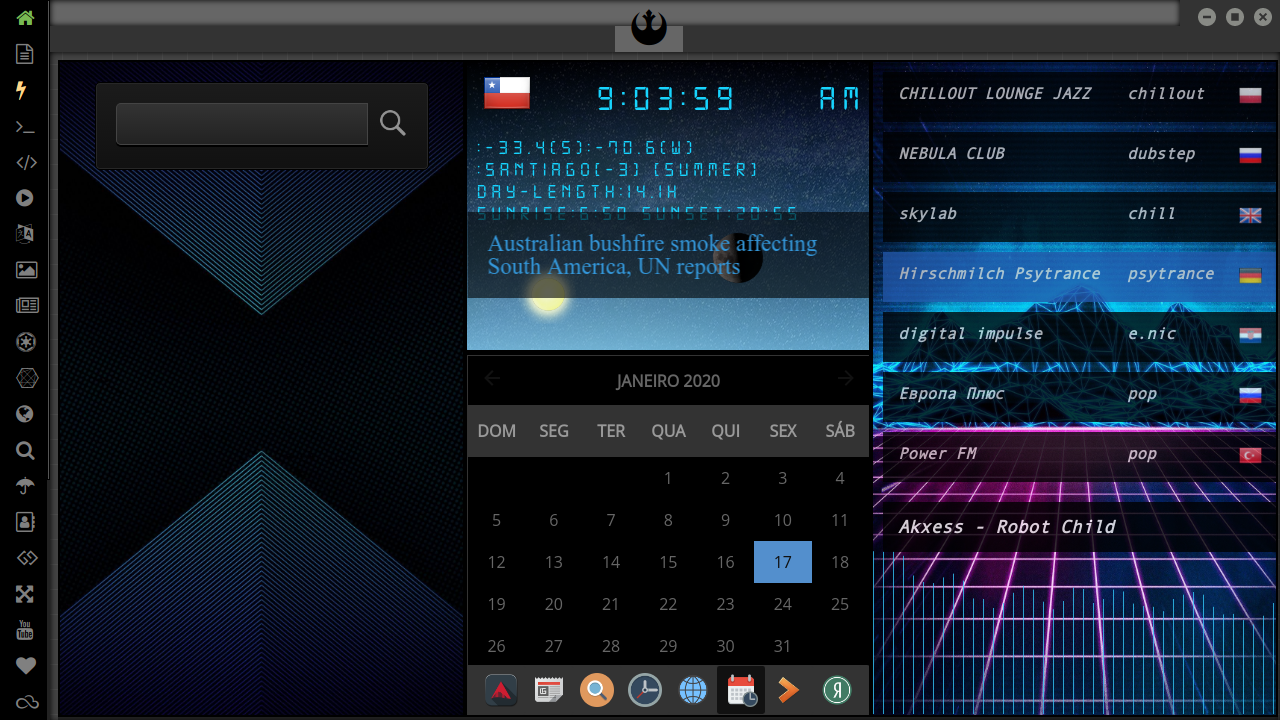 9:03:59 AM
:-33.4(S):-70.6(W)
:SANTIAGO(-3) (SUMMER)
DAY-LENGTH:14.1H
SUNRISE:6:50 SUNSET:20:55
Australian bushfire smoke affecting
South America, UN reports
JANEIRO 2020
DOM SEG TER QUA QUI SEX SÁB
1 2 3 4
5 6 7 8 9 10 11
12 13 14 15 16 17 18
19 20 21 22 23 24 25
26 27 28 29 30 31
CHILLOUT LOUNGE JAZZ chillout
NEBULA CLUB dubstep
skylab chill
Hirschmilch Psytrance psytrance
digital impulse e.nic
Европа Плюс pop
Power FM pop
Akxess - Robot Child
You
Tube
Я